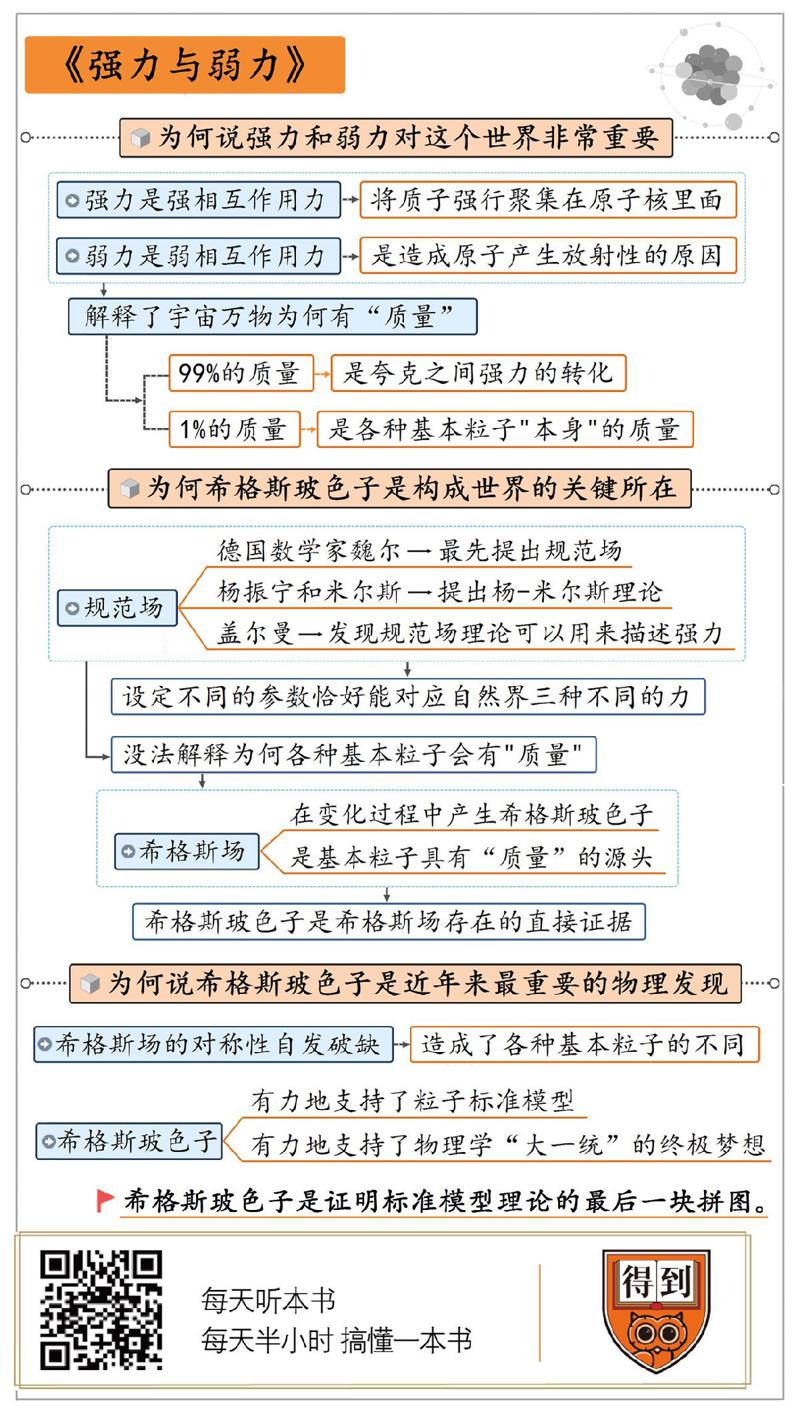 《强力与弱力》
为何说强力和弱力对这个世界非常重要
强力是强相互作用力
将质子强行聚集在原子核里面
弱力是弱相互作用力
是造成原子产生放射性的原因
解释了宇宙万物为何有“质量”
99%的质量
是夸克之间强力的转化
1%的质量
是各种基本粒子"本身"的质量
为何希格斯玻色子是构成世界的关键所在
规范场
德国数学家魏尔—最先提出规范场
杨振宁和米尔斯—提出杨-米尔斯理论
盖尔曼—发现规范场理论可以用来描述强力
设定不同的参数恰好能对应自然界三种不同的力
没法解释为何各种基本粒子会有"质量"
希格斯场
在变化过程中产生希格斯玻色子
是基本粒子具有“质量”的源头
希格斯玻色子是希格斯场存在的直接证据
为何说希格斯玻色子是近年来最重要的物理发现
希格斯场的对称性自发破缺
造成了各种基本粒子的不同
希格斯玻色子
有力地支持了粒子标准模型
有力地支持了物理学“大一统”的终极梦想
希格斯玻色子是证明标准模型理论的最后一块拼图。
每天听本书
每天半小时 搞懂一本书
得到